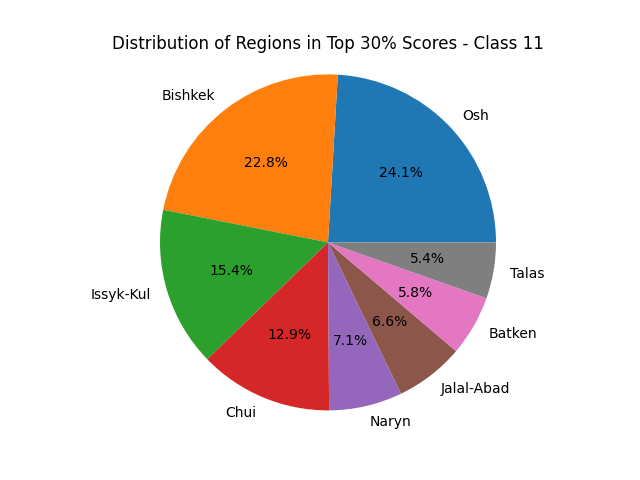 Distribution of Regions in Top 30% Scores - Class 11
Bishkek
Osh
22.8%
24.1%
Issyk-Kul
15.4%
5.4%
Talas
5.8%
Batken
12.9%
7.1%
6.6%
Jalal-Abad
Chui
Naryn